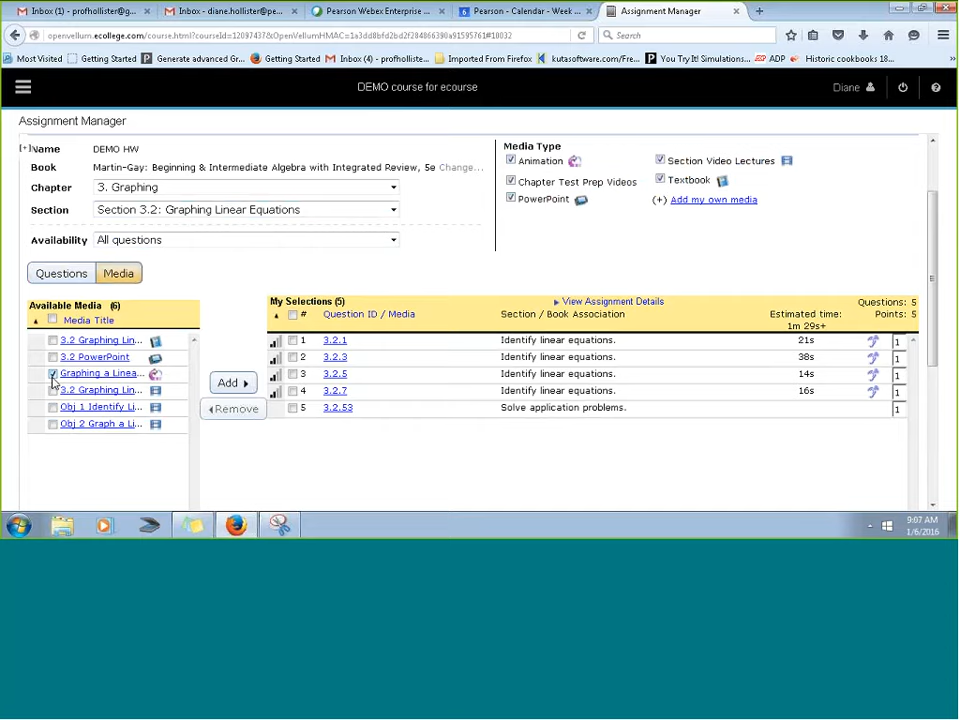 Inbox (1) - profhollister@g...
Inbox - diane.hollister@pe...
Pearson Webex Enterprise ...
Pearson - Calendar - Week ...
Assignment Manager
openvellum.ecollege.com/course.html?courseId=12097437&OpenVellumHMAC=1a3dd8bfd2bd2f284866390a91595761#10032
Search
Most Visited
Getting Started
Generate advanced Gr...
Getting Started
Inbox (4) - profholliste...
Imported From Firefox
kutasoftware.com/Fre...
You Try It! Simulations...
ADP
Historic cookbooks 18...
DEMO course for ecourse
Diane
Assignment Manager
[+] Name DEMO HW
Book Martin-Gay: Beginning & Intermediate Algebra with Integrated Review, 5e Change...
Chapter 3. Graphing
Section Section 3.2: Graphing Linear Equations
Availability All questions
Media Type
Animation
Section Video Lectures
Chapter Test Prep Videos
Textbook
PowerPoint
(+) Add my own media
Questions Media
Available Media (6)
Media Title
3.2 Graphing Lin...
3.2 PowerPoint
Graphing a Linea...
3.2 Graphing Lin...
Obj 1 Identify Li...
Obj 2 Graph a Li...
Add
Remove
My Selections (5)
View Assignment Details
Questions: 5
Points: 5
# Question ID / Media Section / Book Association Estimated time: 1m 29s+
1 3.2.1 Identify linear equations. 21s 1
2 3.2.3 Identify linear equations. 38s 1
3 3.2.5 Identify linear equations. 14s 1
4 3.2.7 Identify linear equations. 16s 1
5 3.2.53 Solve application problems. 1
9:07 AM
1/6/2016